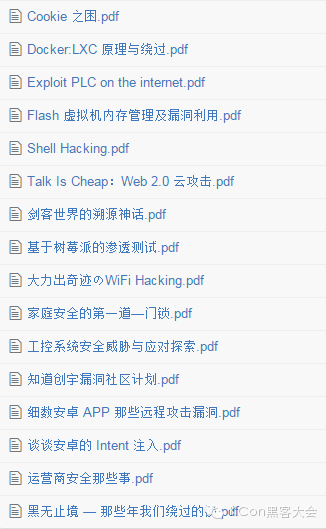 Cookie 之困.pdf
Docker:LXC 原理与绕过.pdf
Exploit PLC on the internet.pdf
Flash 虚拟机内存管理及漏洞利用.pdf
Shell Hacking.pdf
Talk Is Cheap：Web 2.0 云攻击.pdf
剑客世界的溯源神话.pdf
基于树莓派的渗透测试.pdf
大力出奇迹のWiFi Hacking.pdf
家庭安全的第一道—门锁.pdf
工控系统安全威胁与应对探索.pdf
知道创宇漏洞社区计划.pdf
细数安卓 APP 那些远程攻击漏洞.pdf
谈谈安卓的 Intent 注入.pdf
运营商安全那些事.pdf
黑无止境 — 那些年我们绕过的.pdf
Con黑客大会